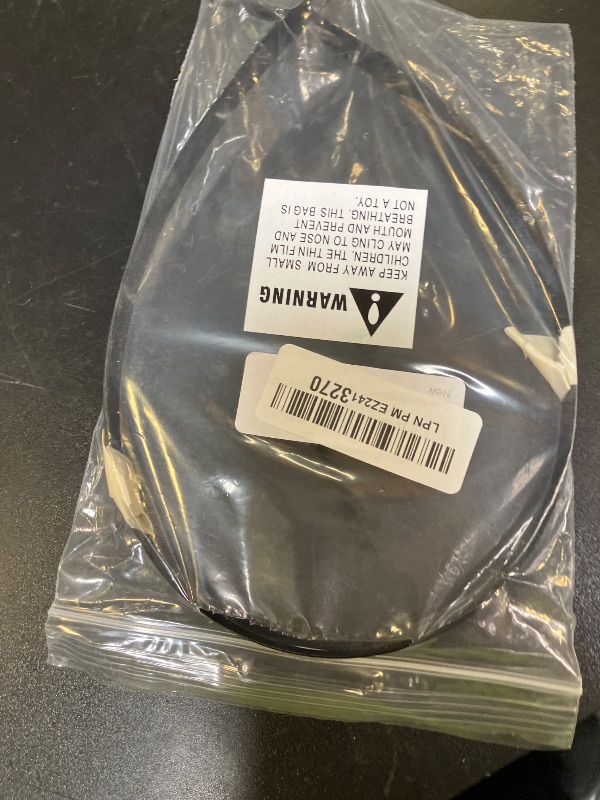 WARNING
KEEP AWAY FROM SMALL
CHILDREN. THE THIN FILM
MAY CLING TO NOSE AND
MOUTH AND PREVENT
BREATHING. THIS BAG IS
NOT A TOY.
New
LPN PM EZ2413270